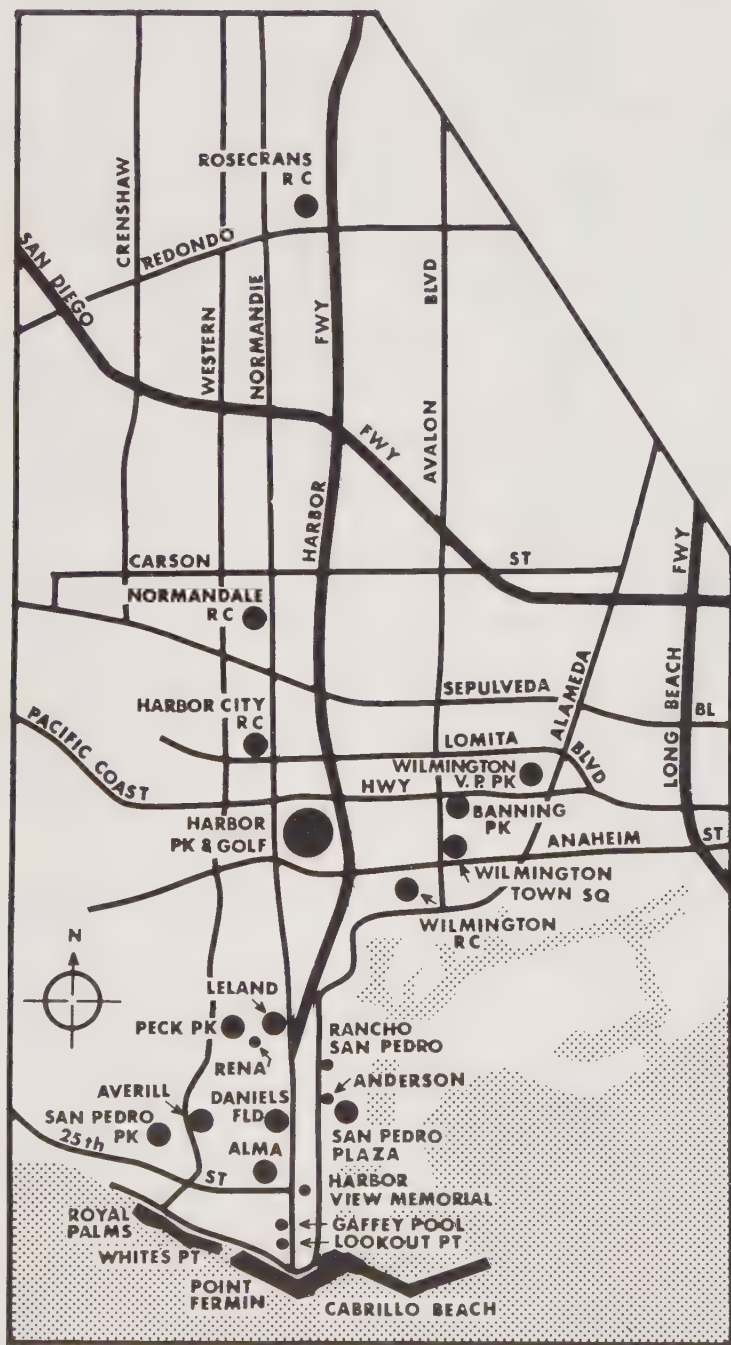 ROSECRANS
R C
CRENSHAW
REDONDO
SAN DIEGO
WESTERN
NORMANDIE
FWY
BLVD
AVALON
FWY
HARBOR
CARSON
ST
NORMANDALE
R C
FWY
LONG BEACH
ALAMEDA
SEPULVEDA
BL
HARBOR CITY
R C
PACIFIC COAST
LOMITA
WILMINGTON
V. P. PK
BLVD
HWY
BANNING
PK
HARBOR
PK & GOLF
ANAHEIM
ST
WILMINGTON
TOWN SQ
WILMINGTON
RC
N
LELAND
PECK PK
RENA
RANCHO
SAN PEDRO
ANDERSON
AVERILL
DANIELS
FLD
SAN PEDRO
PK
SAN PEDRO
PLAZA
25th
ST
ALMA
HARBOR
VIEW MEMORIAL
ROYAL
PALMS
GAFFEY POOL
LOOKOUT PT
WHITES PT
POINT
FERMIN
CABRILLO BEACH